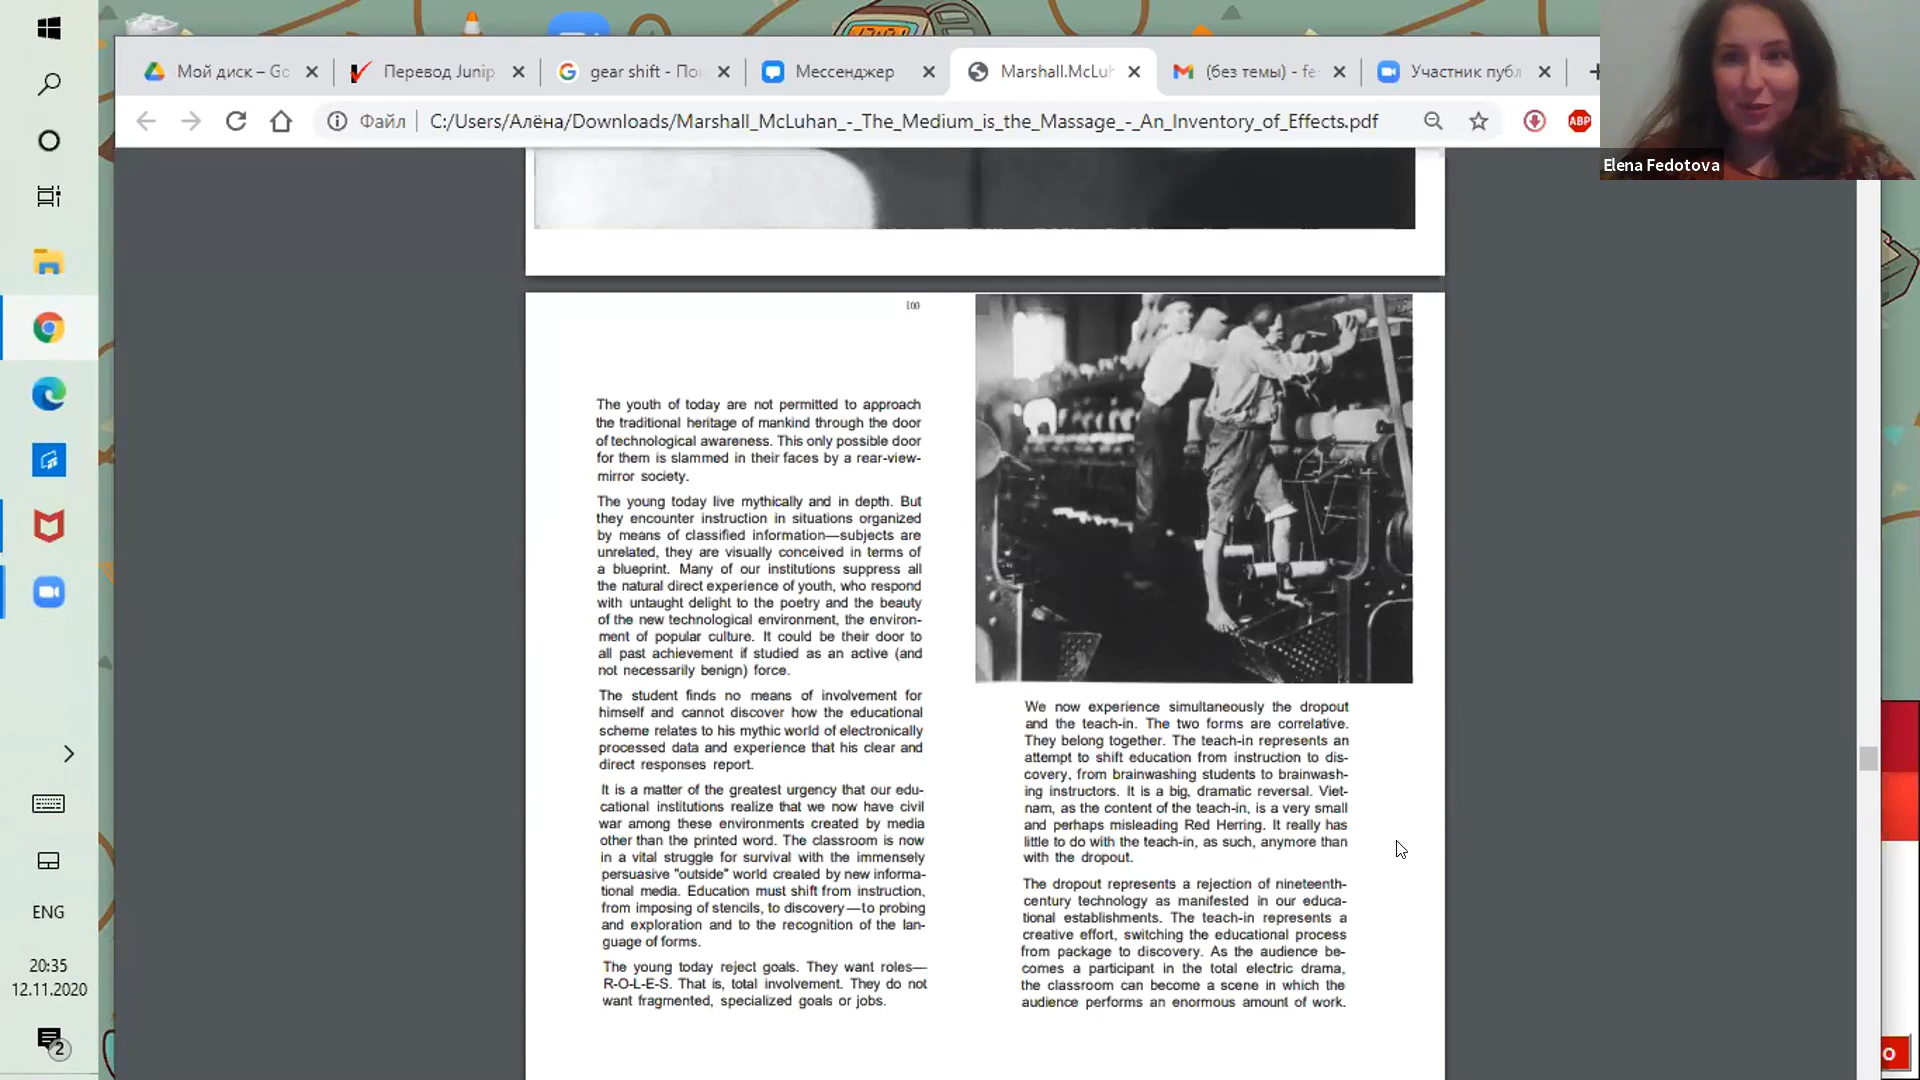 Мой диск – Go
Перевод Junip
gear shift - Пои
Мессенджер
Marshall.McLuh
(без темы) - fe
Участник публ
Файл
C:/Users/Алёна/Downloads/Marshall_McLuhan_-_The_Medium_is_the_Massage_-_An_Inventory_of_Effects.pdf
ABP
Elena Fedotova
100
The youth of today are not permitted to approach
the traditional heritage of mankind through the door
of technological awareness. This only possible door
for them is slammed in their faces by a rear-view-
mirror society.
The young today live mythically and in depth. But
they encounter instruction in situations organized
by means of classified information—subjects are
unrelated, they are visually conceived in terms of
a blueprint. Many of our institutions suppress all
the natural direct experience of youth, who respond
with untaught delight to the poetry and the beauty
of the new technological environment, the environ-
ment of popular culture. It could be their door to
all past achievement if studied as an active (and
not necessarily benign) force.
The student finds no means of involvement for
himself and cannot discover how the educational
scheme relates to his mythic world of electronically
processed data and experience that his clear and
direct responses report.
It is a matter of the greatest urgency that our edu-
cational institutions realize that we now have civil
war among these environments created by media
other than the printed word. The classroom is now
in a vital struggle for survival with the immensely
persuasive "outside" world created by new informa-
tional media. Education must shift from instruction,
from imposing of stencils, to discovery—to probing
and exploration and to the recognition of the lan-
guage of forms.
The young today reject goals. They want roles—
R-O-L-E-S. That is, total involvement. They do not
want fragmented, specialized goals or jobs.
We now experience simultaneously the dropout
and the teach-in. The two forms are correlative.
They belong together. The teach-in represents an
attempt to shift education from instruction to dis-
covery, from brainwashing students to brainwash-
ing instructors. It is a big, dramatic reversal. Viet-
nam, as the content of the teach-in, is a very small
and perhaps misleading Red Herring. It really has
little to do with the teach-in, as such, anymore than
with the dropout.
The dropout represents a rejection of nineteenth-
century technology as manifested in our educa-
tional establishments. The teach-in represents a
creative effort, switching the educational process
from package to discovery. As the audience be-
comes a participant in the total electric drama,
the classroom can become a scene in which the
audience performs an enormous amount of work.
ENG
20:35
12.11.2020
2